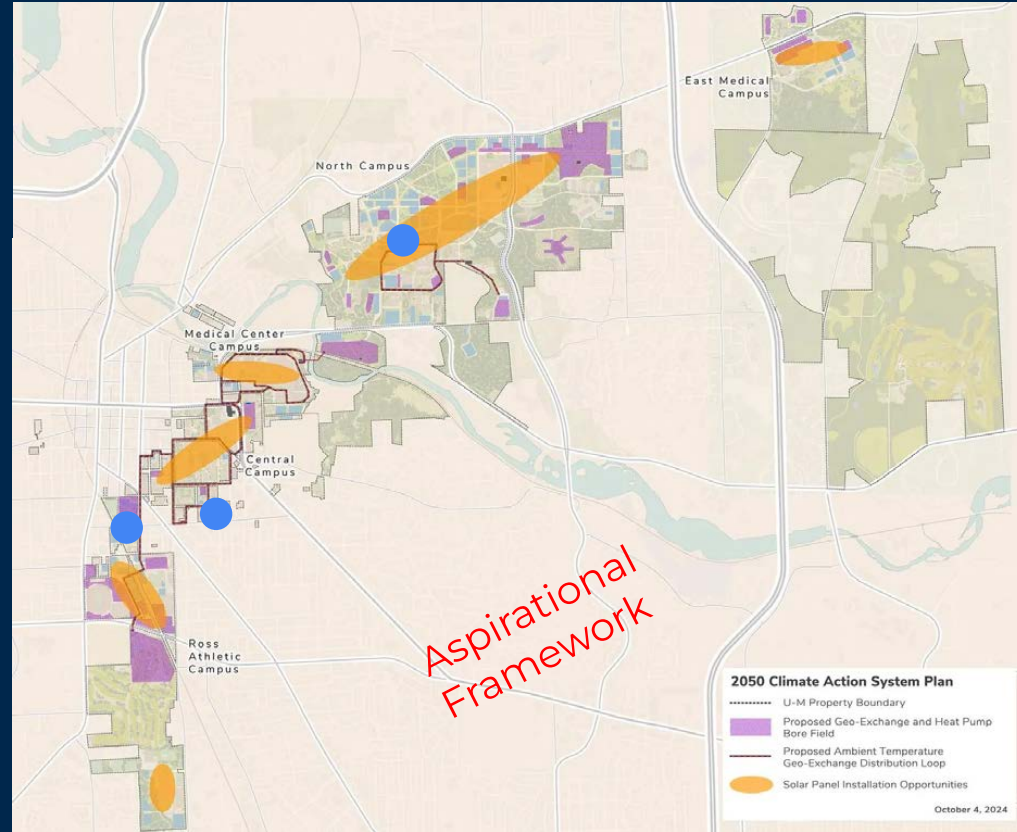 East Medical
Campus
North Campus
Medical Center
Campus
Central
Campus
Aspirational
Framework
Ross
Athletic
Campus
2050 Climate Action System Plan
U-M Property Boundary
Proposed Geo-Exchange and Heat Pump
Bore Field
Proposed Ambient Temperature
Geo-Exchange Distribution Loop
Solar Panel Installation Opportunities
October 4, 2024